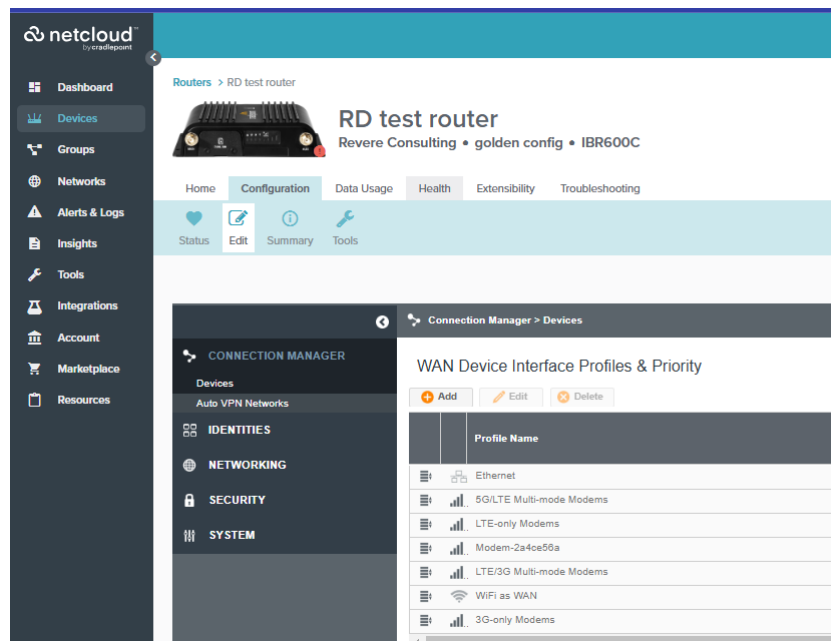 netcloud
by cradlepoint
Dashboard
Devices
Groups
Networks
Alerts & Logs
Insights
Tools
Integrations
Account
Marketplace
Resources
Routers > RD test router
RD test router
Revere Consulting • golden config • IBR600C
Home Configuration Data Usage Health Extensibility Troubleshooting
Status Edit Summary Tools
CONNECTION MANAGER
Devices
Auto VPN Networks
IDENTITIES
NETWORKING
SECURITY
SYSTEM
Connection Manager > Devices
WAN Device Interface Profiles & Priority
Add Edit Delete
Profile Name
Ethernet
5G/LTE Multi-mode Modems
LTE-only Modems
Modem-2a4ce56a
LTE/3G Multi-mode Modems
WiFi as WAN
3G-only Modems